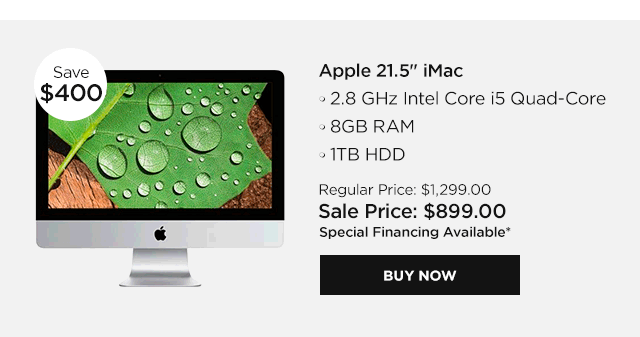 Save
$400
Apple 21.5" iMac
◦ 2.8 GHz Intel Core i5 Quad-Core
◦ 8GB RAM
◦ 1TB HDD
Regular Price: $1,299.00
Sale Price: $899.00
Special Financing Available*
BUY NOW